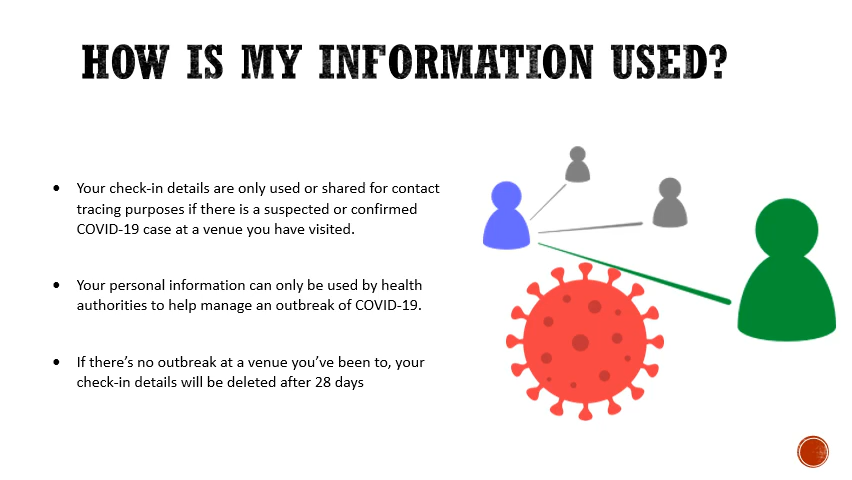 HOW IS MY INFORMATION USED?
• Your check-in details are only used or shared for contact
tracing purposes if there is a suspected or confirmed
COVID-19 case at a venue you have visited.
• Your personal information can only be used by health
authorities to help manage an outbreak of COVID-19.
• If there’s no outbreak at a venue you’ve been to, your
check-in details will be deleted after 28 days